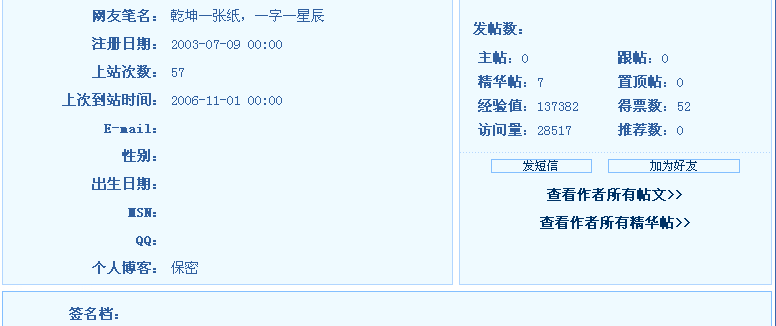 网友笔名： 乾坤一张纸，一字一星辰
注册日期： 2003-07-09 00:00
上站次数： 57
上次到站时间： 2006-11-01 00:00
E-mail：
性别：
出生日期：
MSN：
QQ：
个人博客： 保密
发帖数：
主帖：0 跟帖：0
精华帖：7 置顶帖：0
经验值：137382 得票数：52
访问量：28517 推荐数：0
发短信 加为好友
查看作者所有帖文>>
查看作者所有精华帖>>
签名档：